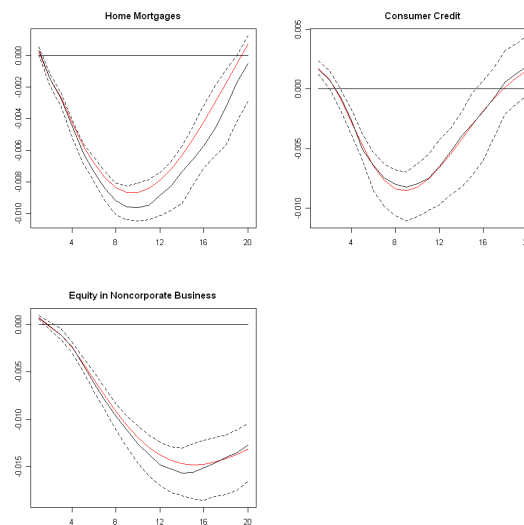 Home Mortgages
0.000
-0.002
-0.004
-0.006
-0.008
-0.010
4 8 12 16 20
Consumer Credit
0.005
0.000
-0.005
-0.010
4 8 12 16 20
Equity in Noncorporate Business
0.000
-0.005
-0.010
-0.015
4 8 12 16 20